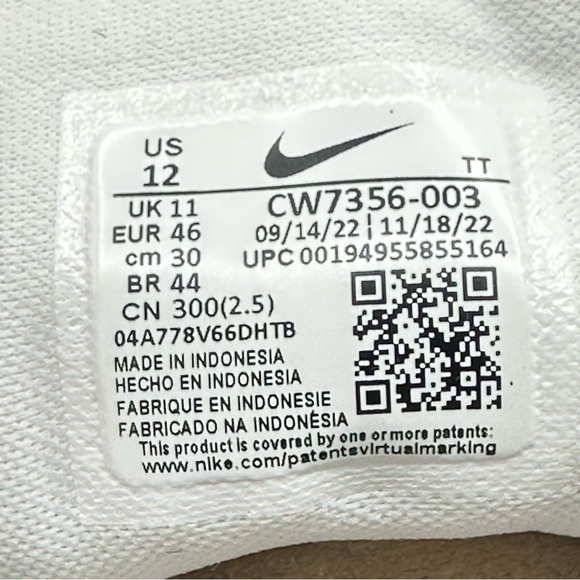 US
12
TT
UK 11
EUR 46
cm 30
BR 44
CN 300(2.5)
CW7356-003
09/14/22 | 11/18/22
UPC 00194955855164
04A778V66DHTB
MADE IN INDONESIA
HECHO EN INDONESIA
FABRIQUE EN INDONESIE
FABRICADO NA INDONÉSIA
This product is covered by one or more patents:
www.nike.com/patentsvirtualmarking